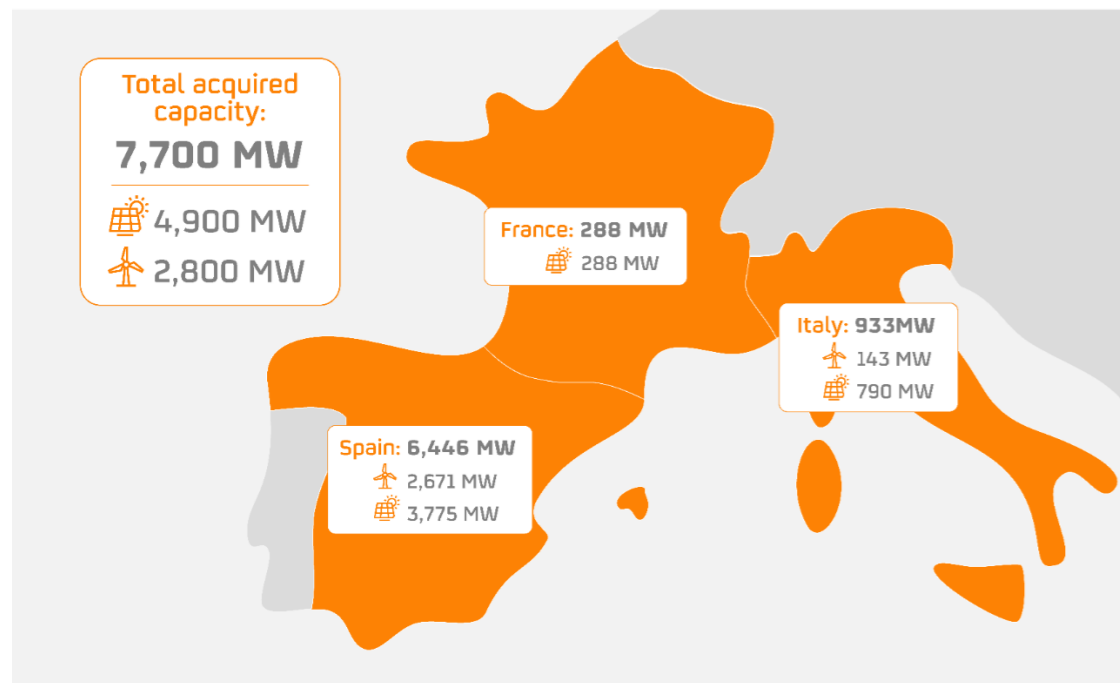 Total acquired
capacity:
7,700 MW
4,900 MW
2,800 MW
France: 288 MW
288 MW
Italy: 933MW
143 MW
790 MW
Spain: 6,446 MW
2,671 MW
3,775 MW